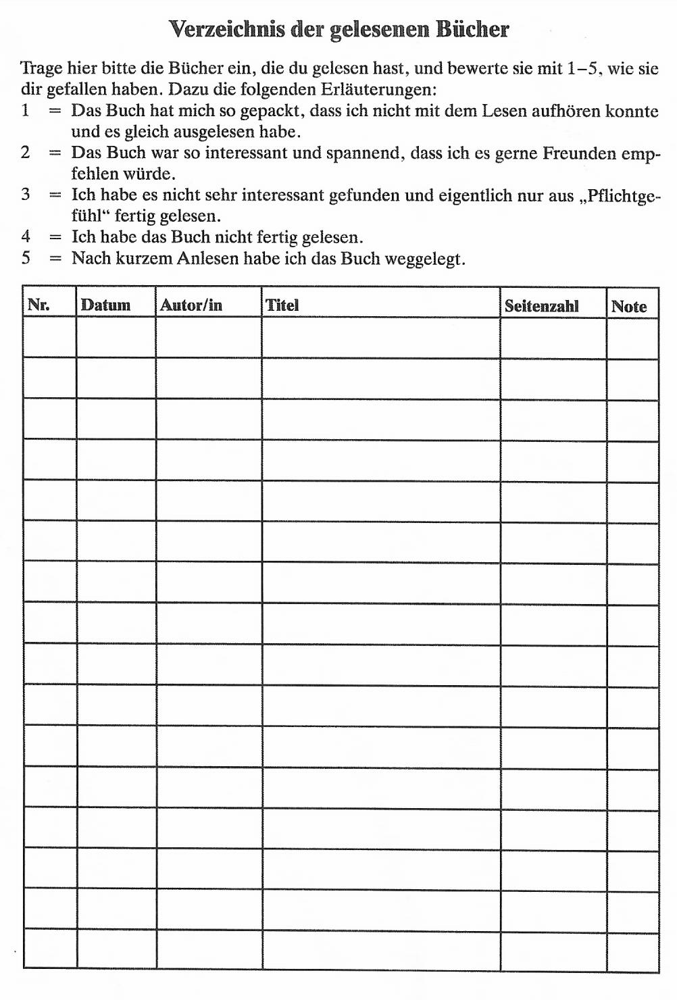 Verzeichnis der gelesenen Bücher
Trage hier bitte die Bücher ein, die du gelesen hast, und bewerte sie mit 1–5, wie sie
dir gefallen haben. Dazu die folgenden Erläuterungen:
1 = Das Buch hat mich so gepackt, dass ich nicht mit dem Lesen aufhören konnte
und es gleich ausgelesen habe.
2 = Das Buch war so interessant und spannend, dass ich es gerne Freunden emp-
fehlen würde.
3 = Ich habe es nicht sehr interessant gefunden und eigentlich nur aus „Pflichtge-
fühl“ fertig gelesen.
4 = Ich habe das Buch nicht fertig gelesen.
5 = Nach kurzem Anlesen habe ich das Buch weggelegt.
Nr. Datum Autor/in Titel Seitenzahl Note